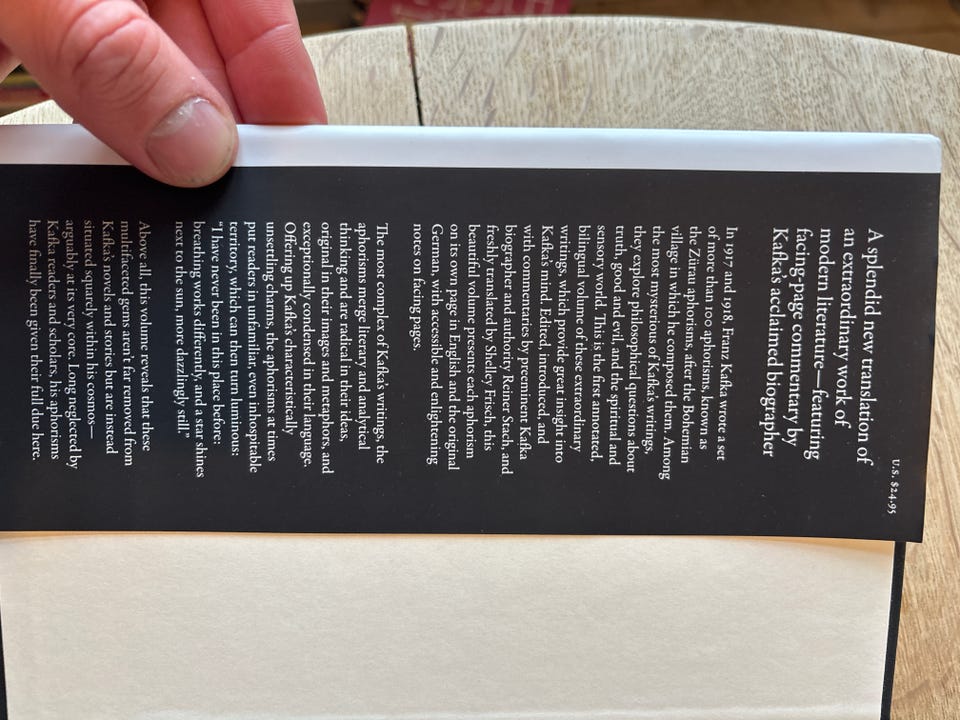 U.S. $24.95
A splendid new translation of
an extraordinary work of
modern literature—featuring
facing-page commentary by
Kafka's acclaimed biographer
In 1917 and 1918, Franz Kafka wrote a set
of more than 100 aphorisms, known as
the Zürau aphorisms, after the Bohemian
village in which he composed them. Among
the most mysterious of Kafka's writings,
they explore philosophical questions about
truth, good and evil, and the spiritual and
sensory world. This is the first annotated,
bilingual volume of these extraordinary
writings, which provide great insight into
Kafka's mind. Edited, introduced, and
with commentaries by preeminent Kafka
biographer and authority Reiner Stach, and
freshly translated by Shelley Frisch, this
beautiful volume presents each aphorism
on its own page in English and the original
German, with accessible and enlightening
notes on facing pages.
The most complex of Kafka's writings, the
aphorisms merge literary and analytical
thinking and are radical in their ideas,
original in their images and metaphors, and
exceptionally condensed in their language.
Offering up Kafka's characteristically
unsettling charms, the aphorisms at times
put readers in unfamiliar, even inhospitable
territory, which can then turn luminous:
"I have never been in this place before:
breathing works differently, and a star shines
next to the sun, more dazzlingly still."
Above all, this volume reveals that these
multifaceted gems aren't far removed from
Kafka's novels and stories but are instead
situated squarely within his cosmos—
arguably at its very core. Long neglected by
Kafka readers and scholars, his aphorisms
have finally been given their full due here.